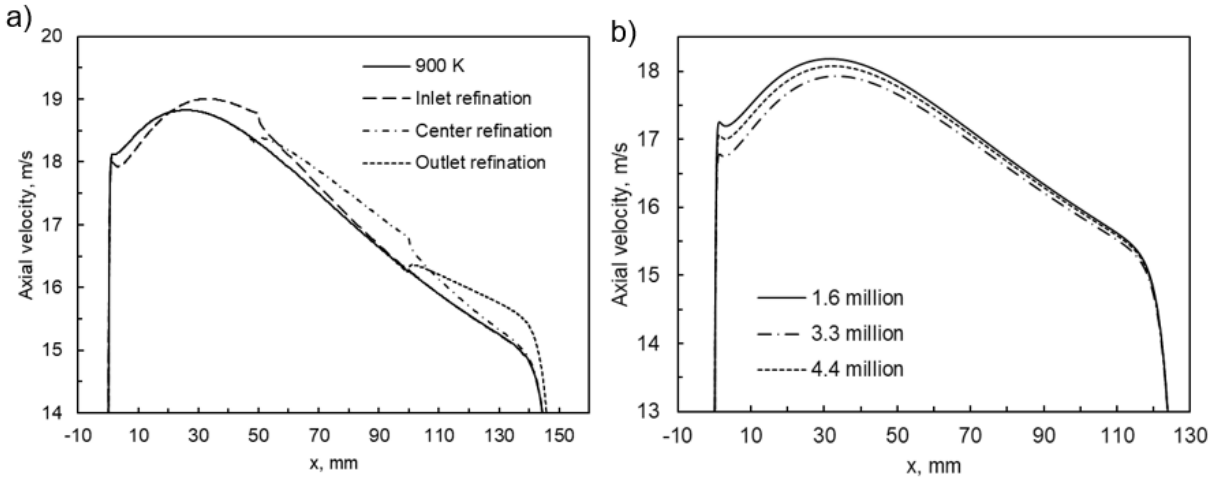 a)
20
19
18
17
16
15
14
Axial velocity, m/s
900 K
Inlet refination
Center refination
Outlet refination
-10 10 30 50 70 90 110 130 150
x, mm
b)
18
17
16
15
14
13
Axial velocity, m/s
1.6 million
3.3 million
4.4 million
-10 10 30 50 70 90 110 130
x, mm